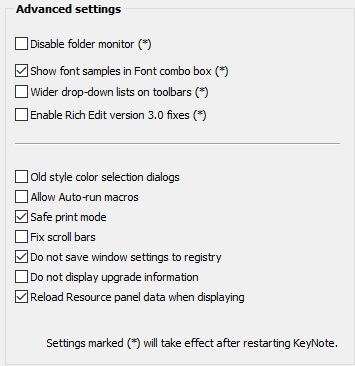 Advanced settings
Disable folder monitor (*)
Show font samples in Font combo box (*)
Wider drop-down lists on toolbars (*)
Enable Rich Edit version 3.0 fixes (*)
Old style color selection dialogs
Allow Auto-run macros
Safe print mode
Fix scroll bars
Do not save window settings to registry
Do not display upgrade information
Reload Resource panel data when displaying
Settings marked (*) will take effect after restarting KeyNote.